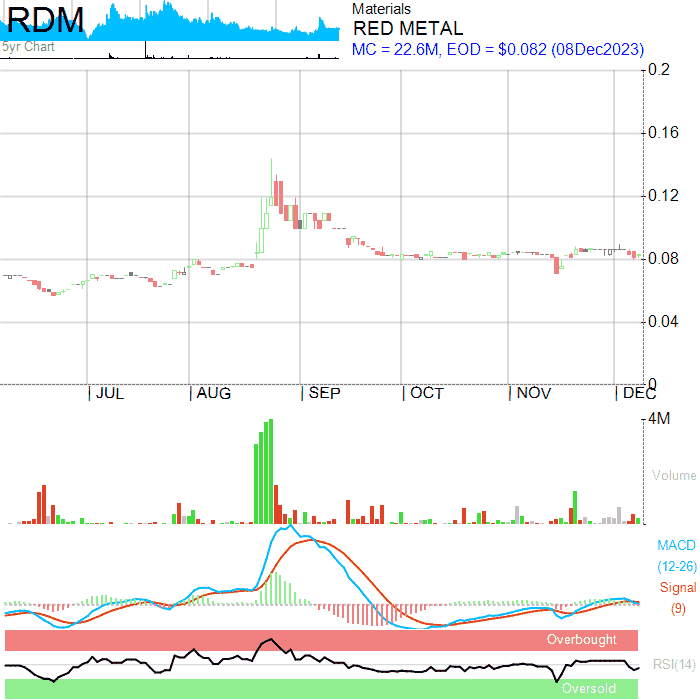 RDM
5yr Chart
Materials
RED METAL
MC = 22.6M, EOD = $0.082 (08Dec2023)
0.2
0.16
0.12
0.08
0.04
0
JUL
AUG
SEP
OCT
NOV
DEC
4M
Volume
MACD
(12-26)
Signal
(9)
Overbought
RSI(14)
Oversold